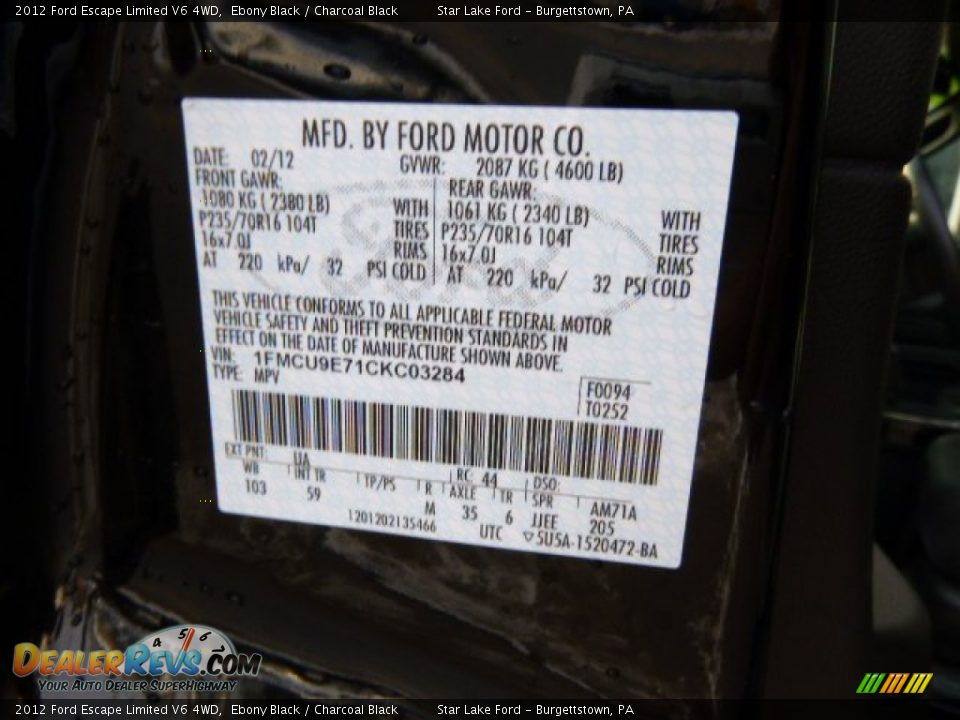 2012 Ford Escape Limited V6 4WD, Ebony Black / Charcoal Black Star Lake Ford - Burgettstown, PA
MFD. BY FORD MOTOR CO.
DATE: 02/12 GVWR: 2087 KG ( 4600 LB)
FRONT GAWR: REAR GAWR:
1080 KG ( 2380 LB) WITH 1061 KG ( 2340 LB) WITH
P235/70R16 104T TIRES P235/70R16 104T TIRES
16x7.0J RIMS 16x7.0J RIMS
AT 220 kPa/ 32 PSI COLD AT 220 kPa/ 32 PSI COLD
THIS VEHICLE CONFORMS TO ALL APPLICABLE FEDERAL MOTOR
VEHICLE SAFETY AND THEFT PREVENTION STANDARDS IN
EFFECT ON THE DATE OF MANUFACTURE SHOWN ABOVE.
VIN: 1FMCU9E71CKC03284
TYPE: MPV
F0094
T0252
EXT PNT: UA RC: 44 DSO:
WB INT TR TP/PS R AXLE TR SPR AM71A
103 59 M 35 6 JJEE 205
1201202135466 UTC ▽5U5A-1520472-BA
4 5 6
DEALERREVS.COM
YOUR AUTO DEALER SUPERHIGHWAY
2012 Ford Escape Limited V6 4WD, Ebony Black / Charcoal Black Star Lake Ford - Burgettstown, PA